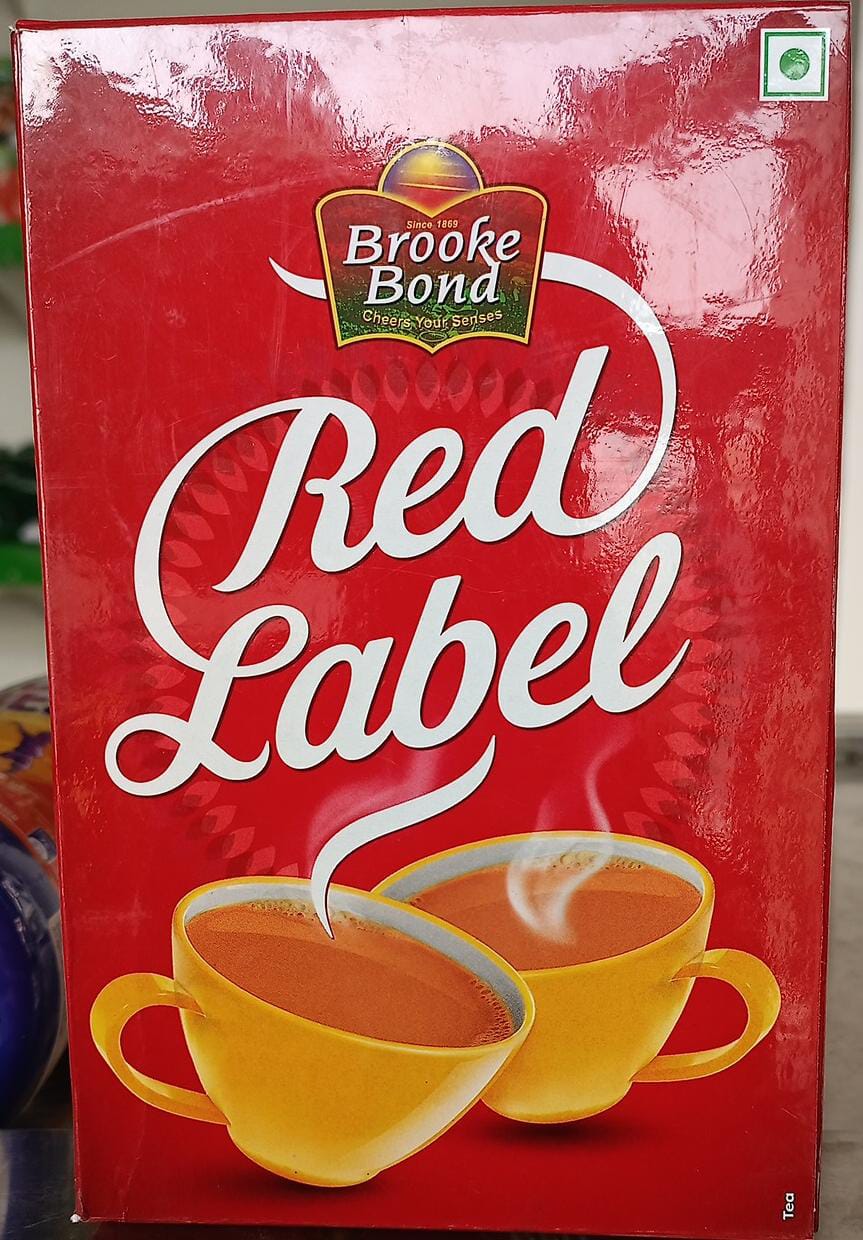 Since 1869
Brooke
Bond
Cheers Your Senses
Red
Label
Tea